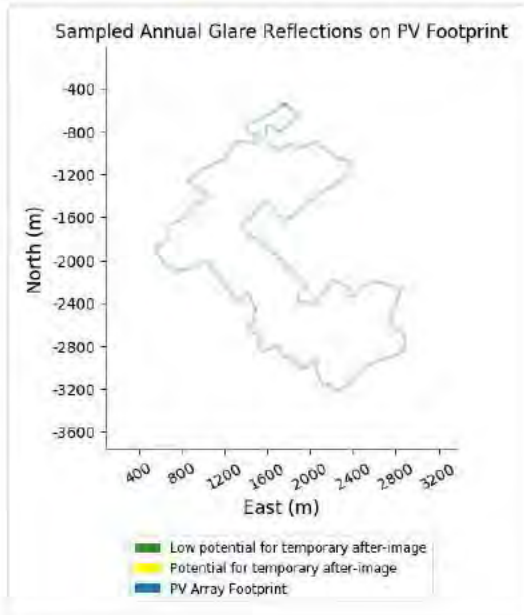 Sampled Annual Glare Reflections on PV Footprint
-400
-800
-1200
-1600
-2000
-2400
-2800
-3200
-3600
North (m)
400
800
1200
1600
2000
2400
2800
3200
East (m)
Low potential for temporary after-image
Potential for temporary after-image
PV Array Footprint